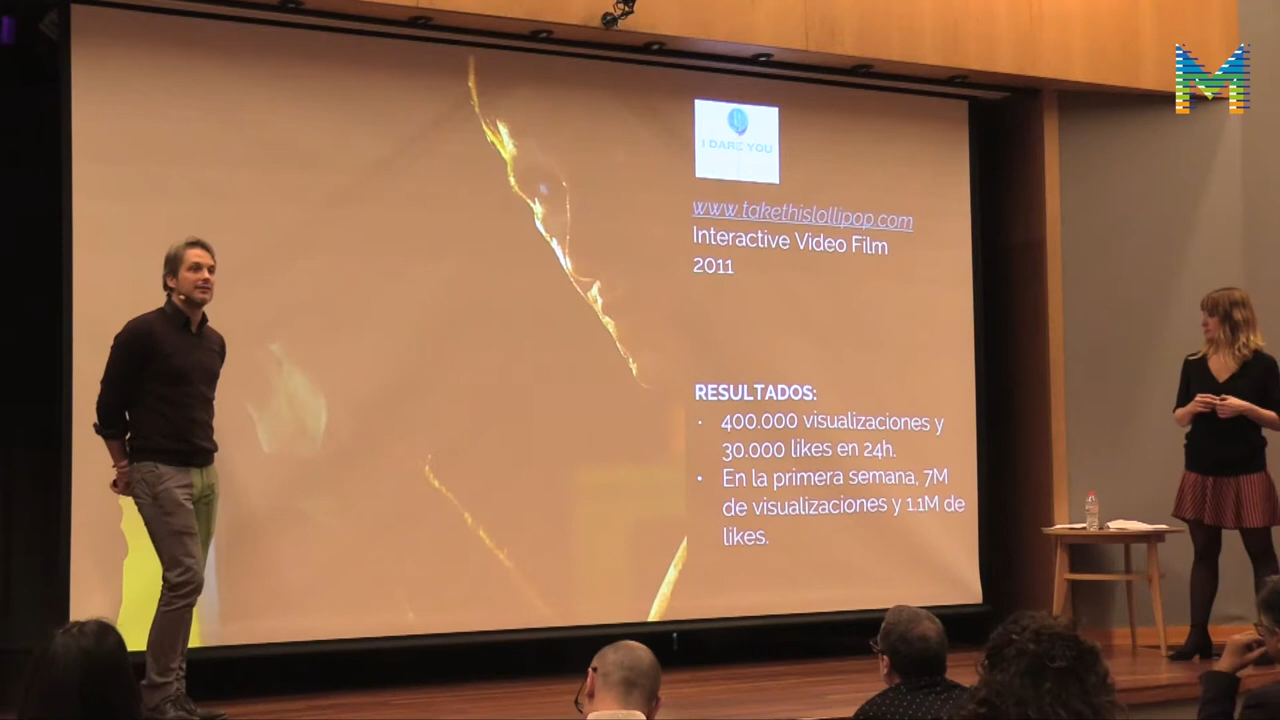 M
I DARE YOU
www.takethislollipop.com
Interactive Video Film
2011
RESULTADOS:
• 400.000 visualizaciones y
30.000 likes en 24h.
• En la primera semana, 7M
de visualizaciones y 1.1M de
likes.